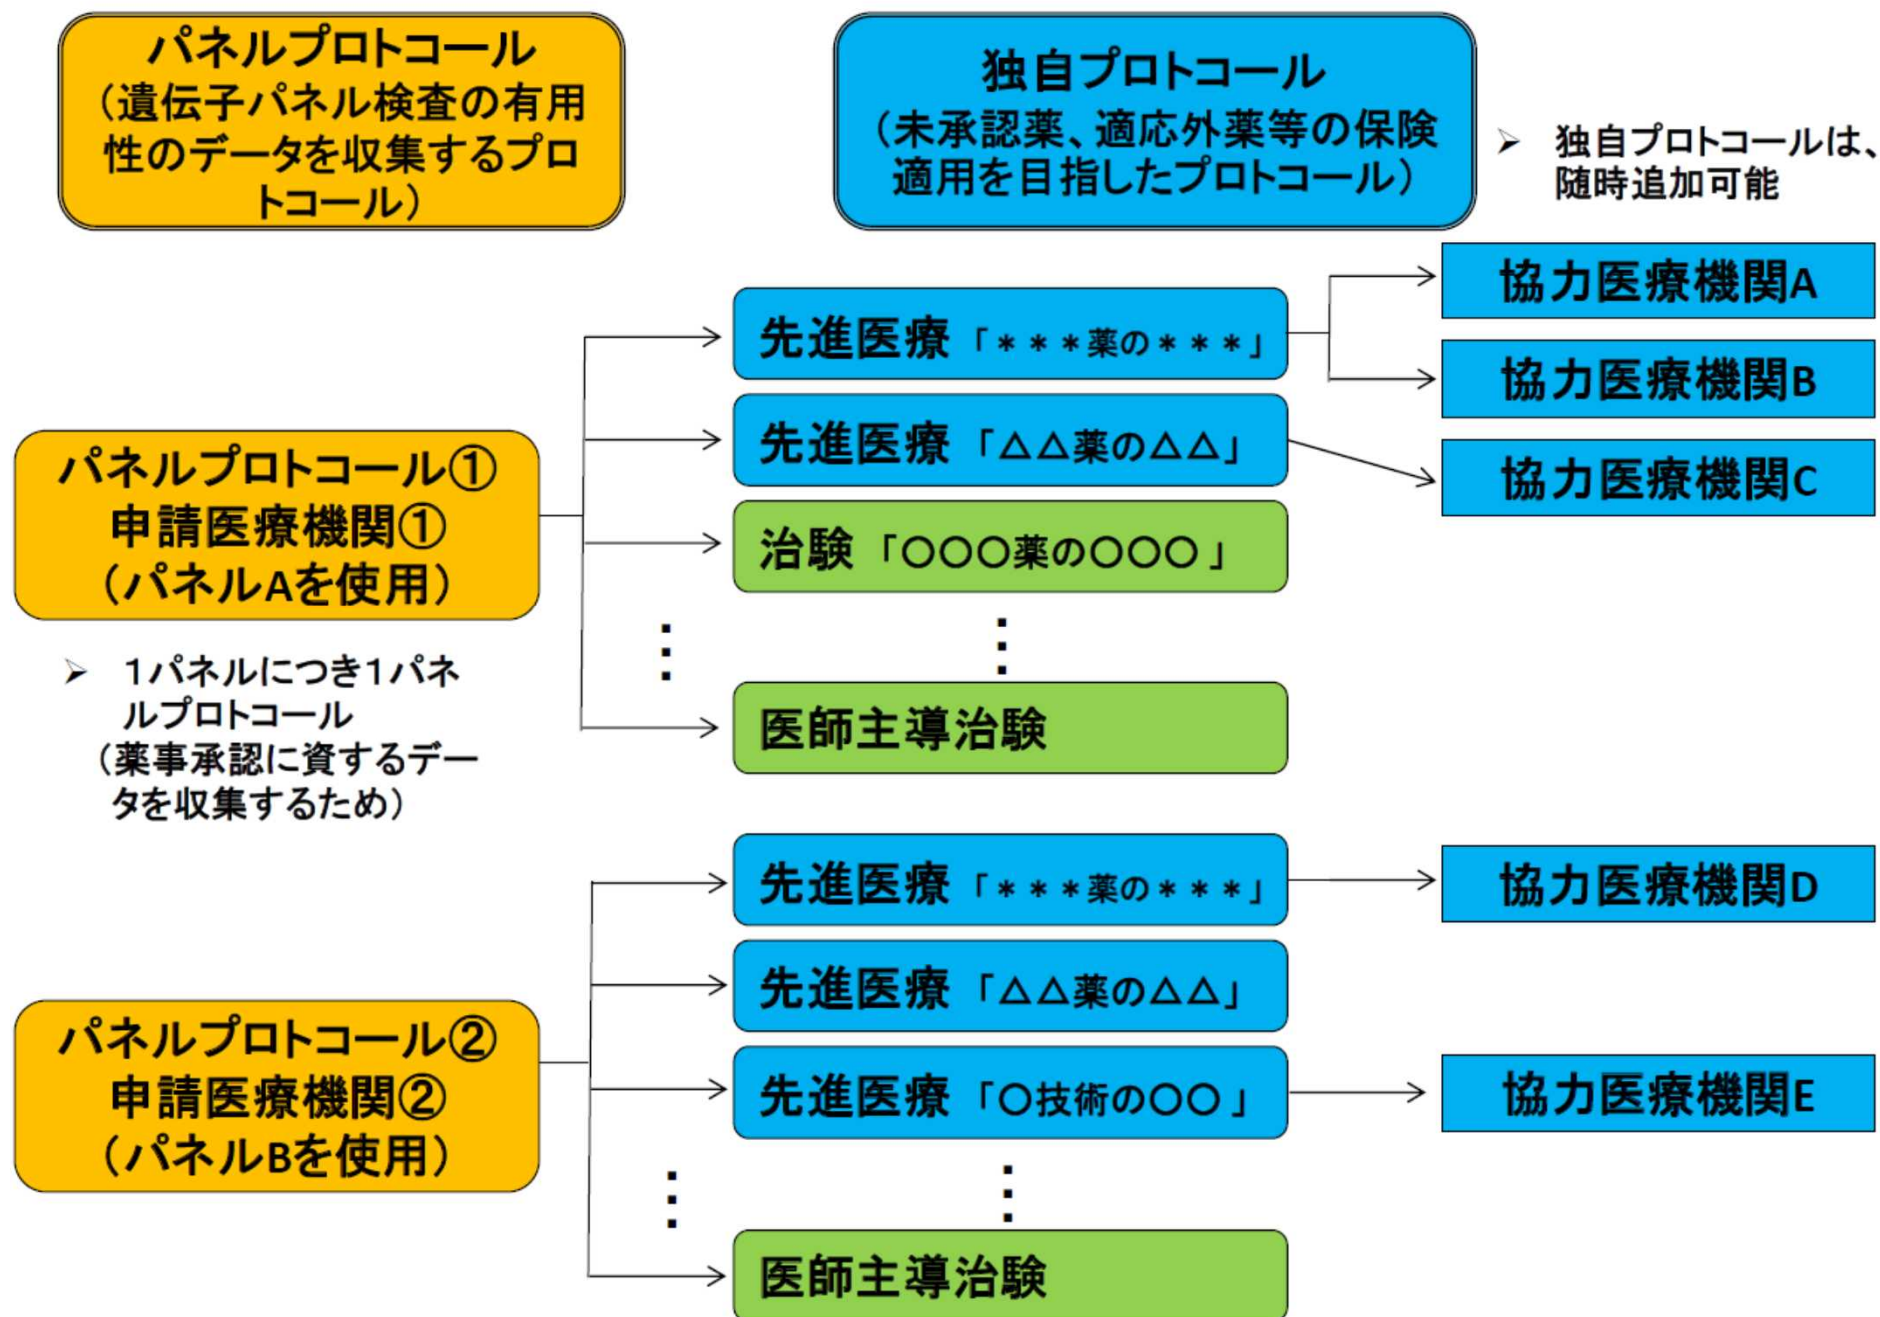 パネルプロトコール
（遺伝子パネル検査の有用
性のデータを収集するプロ
トコール）
独自プロトコール
（未承認薬、適応外薬等の保険
適用を目指したプロトコール）
➢ 独自プロトコールは、
随時追加可能
パネルプロトコール①
申請医療機関①
（パネルAを使用）
➢ １パネルにつき１パネ
ルプロトコール
（薬事承認に資するデー
タを収集するため）
先進医療「＊＊＊薬の＊＊＊」
先進医療「△△薬の△△」
治験「〇〇〇薬の〇〇〇」
⋮ ⋮
医師主導治験
協力医療機関A
協力医療機関B
協力医療機関C
パネルプロトコール②
申請医療機関②
（パネルBを使用）
先進医療「＊＊＊薬の＊＊＊」
先進医療「△△薬の△△」
先進医療「〇技術の〇〇」
⋮ ⋮
医師主導治験
協力医療機関D
協力医療機関E